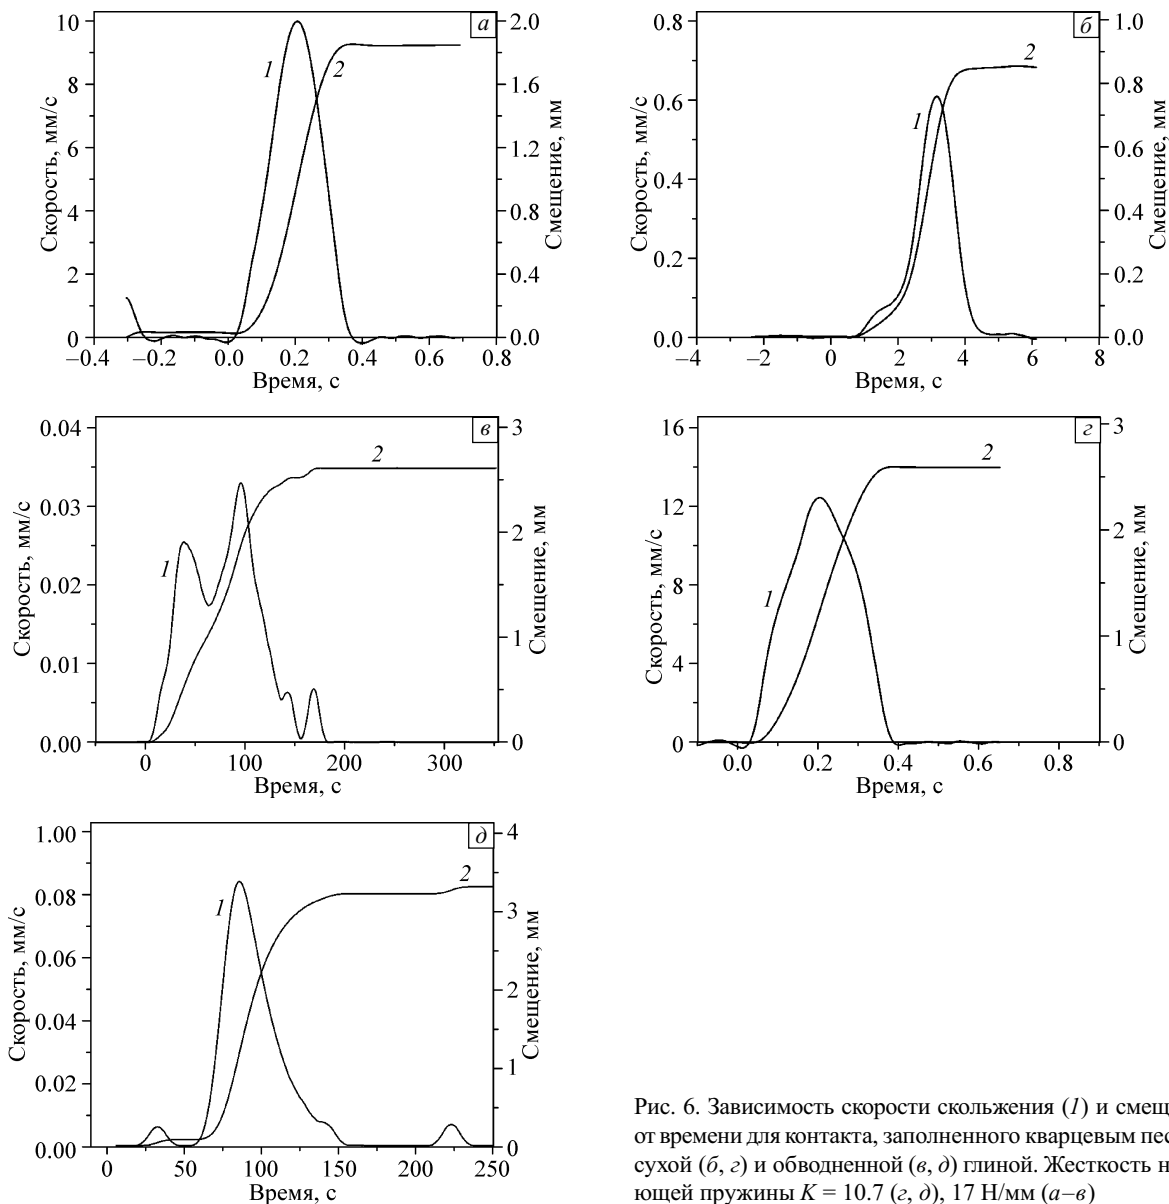 а
Скорость, мм/с
10
8
6
4
2
0
–0.4 –0.2 0.0 0.2 0.4 0.6 0.8
Время, с
2.0
1.6
1.2
0.8
0.4
0.0
Смещение, мм
1
2
б
Скорость, мм/с
0.8
0.6
0.4
0.2
0.0
–4 –2 0 2 4 6 8
Время, с
1.0
0.8
0.6
0.4
0.2
0.0
Смещение, мм
1
2
в
Скорость, мм/с
0.04
0.03
0.02
0.01
0.00
0 100 200 300
Время, с
3
2
1
0
Смещение, мм
1
2
г
Скорость, мм/с
16
12
8
4
0
0.0 0.2 0.4 0.6 0.8
Время, с
3
2
1
0
Смещение, мм
1
2
д
Скорость, мм/с
1.00
0.08
0.06
0.04
0.02
0.00
0 50 100 150 200 250
Время, с
4
3
2
1
0
Смещение, мм
1
2
Рис. 6. Зависимость скорости скольжения (1) и смещ
от времени для контакта, заполненного кварцевым пес
сухой (б, г) и обводненной (в, д) глиной. Жесткость н
ющей пружины K = 10.7 (г, д), 17 Н/мм (а–в)